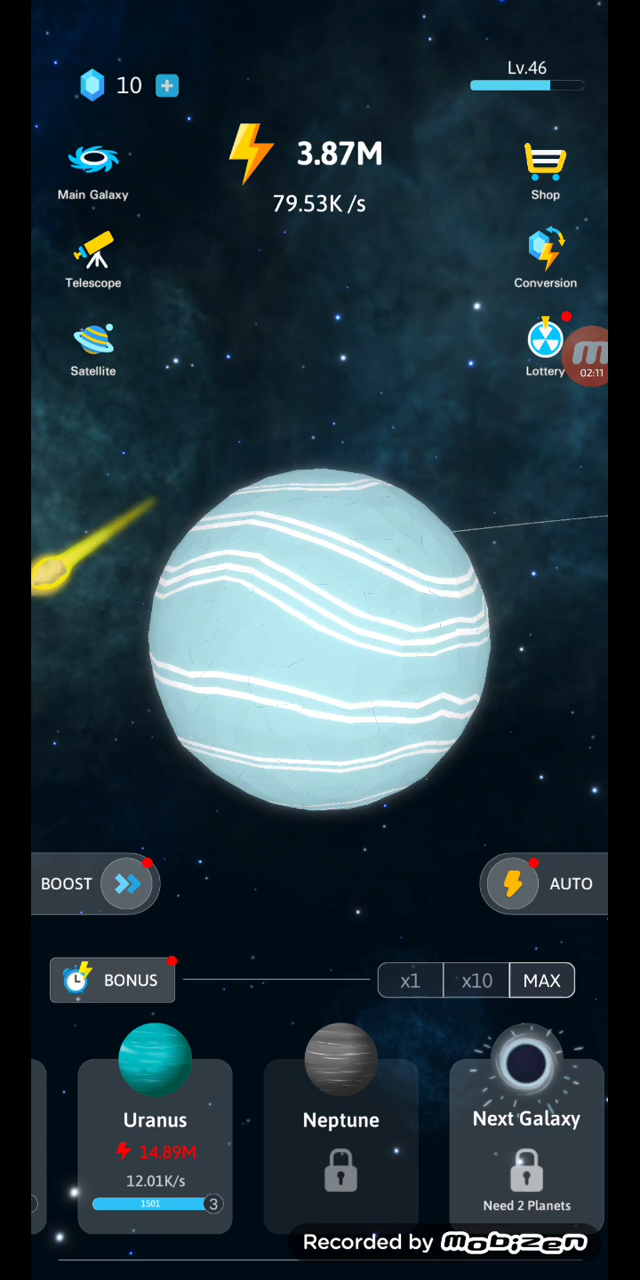 10
Lv.46
3.87M
79.53K /s
Main Galaxy
Shop
Telescope
Conversion
Satellite
Lottery
m
02:11
BOOST
AUTO
BONUS
x1
x10
MAX
Uranus
14.89M
12.01K/s
1501
3
Neptune
Next Galaxy
Need 2 Planets
Recorded by mobizen